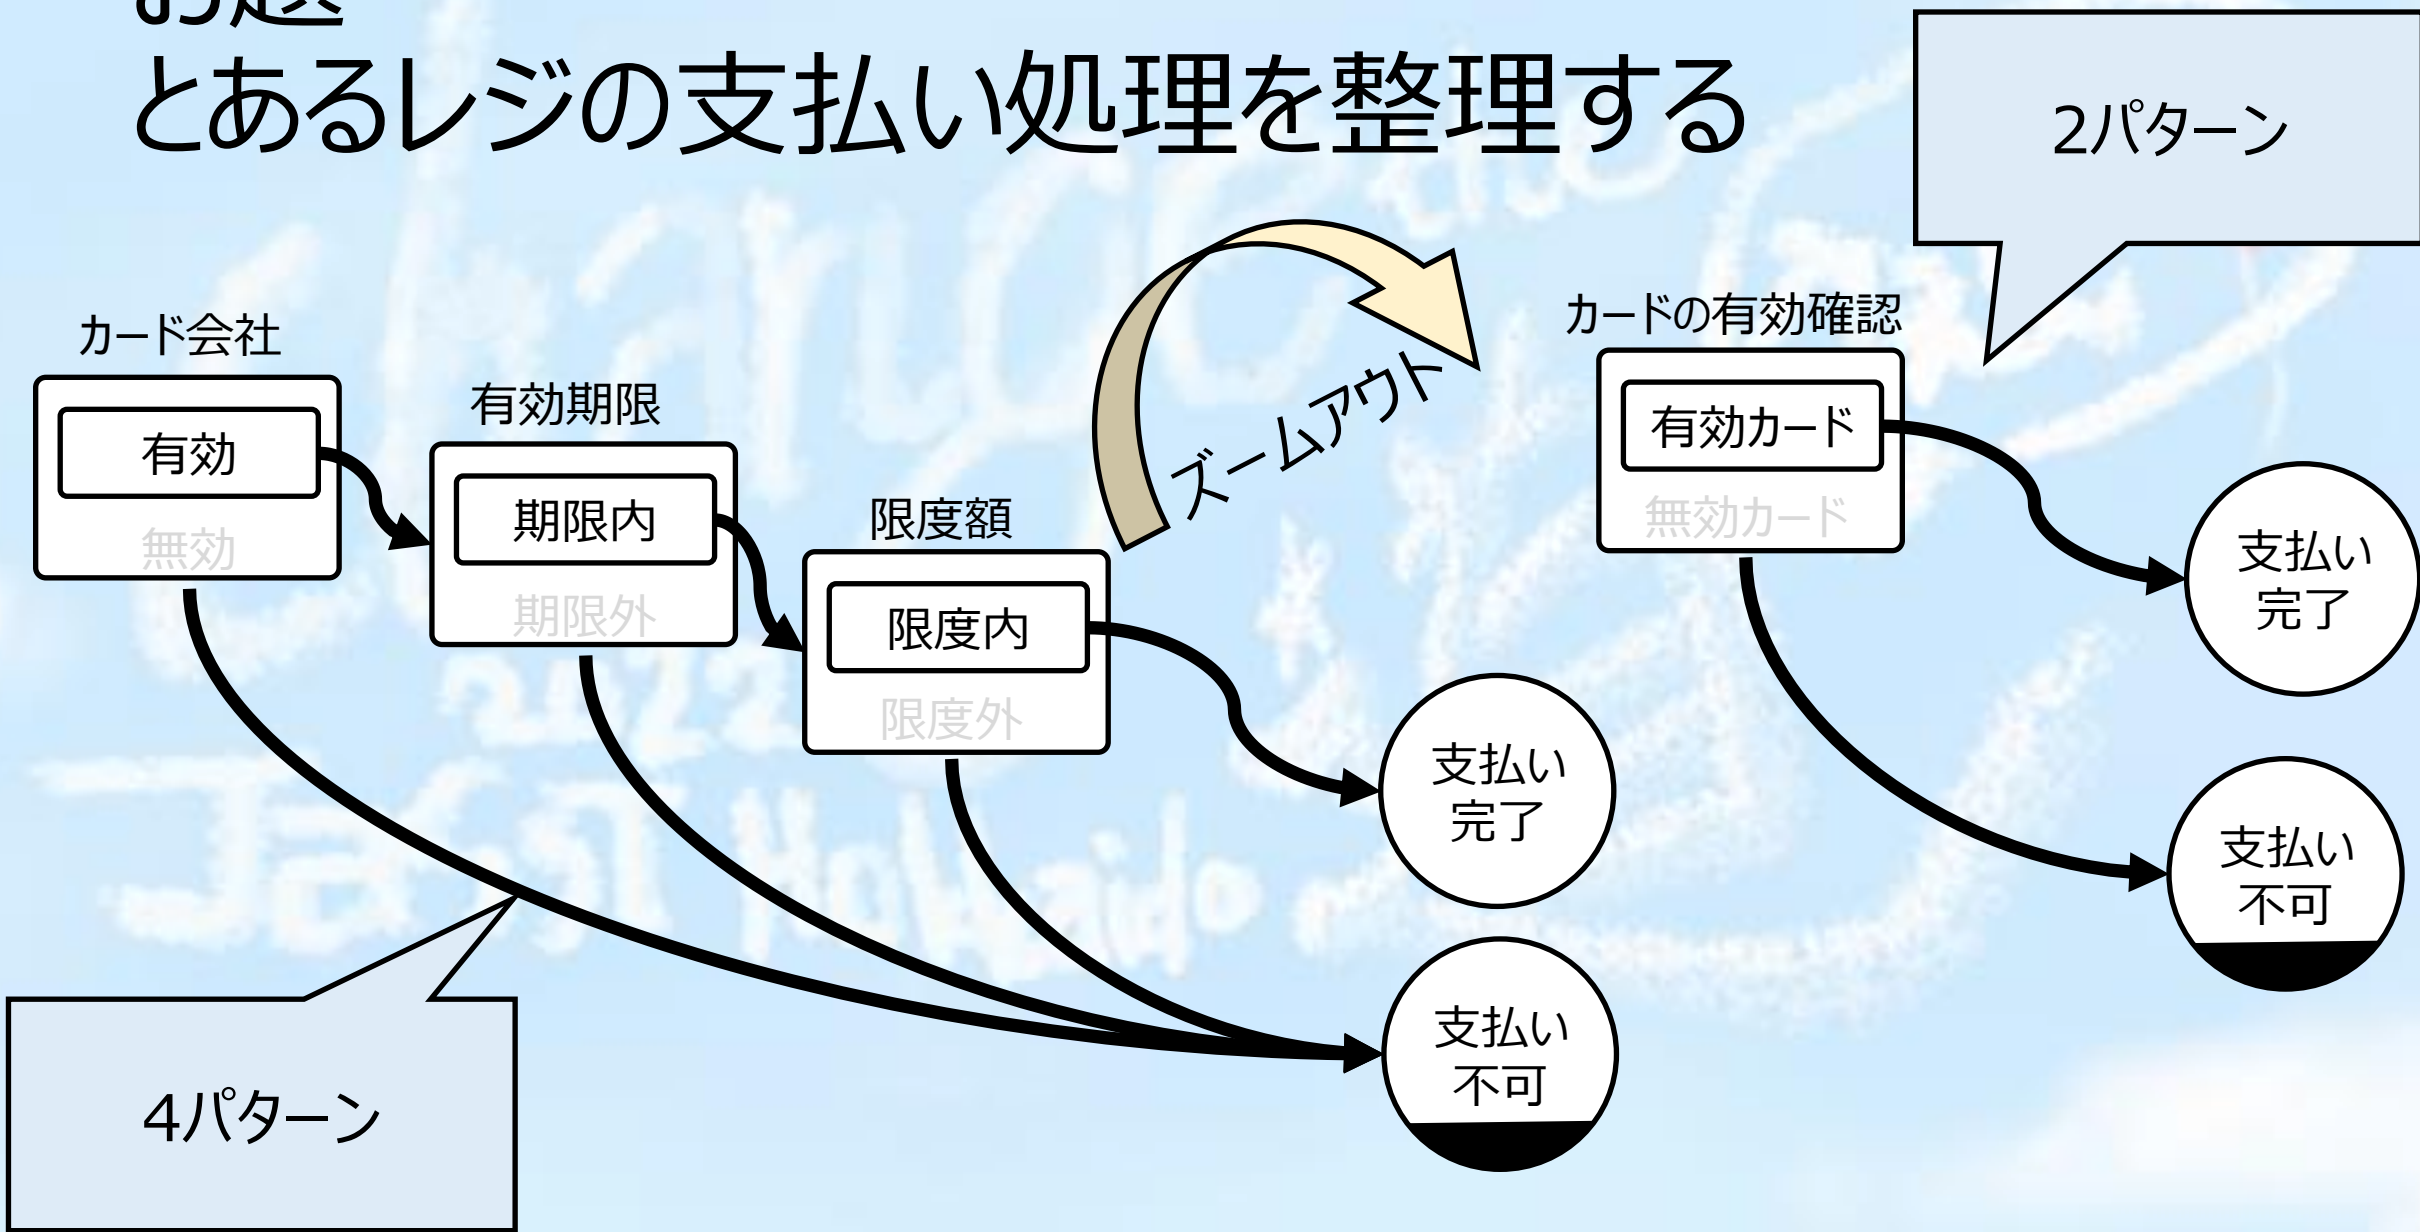 お題
とあるレジの支払い処理を整理する
2パターン
カード会社
有効
無効
有効期限
期限内
期限外
限度額
限度内
限度外
ズームアウト
カードの有効確認
有効カード
無効カード
支払い
完了
支払い
不可
支払い
完了
支払い
不可
4パターン
2022
JaSST Hokkaido